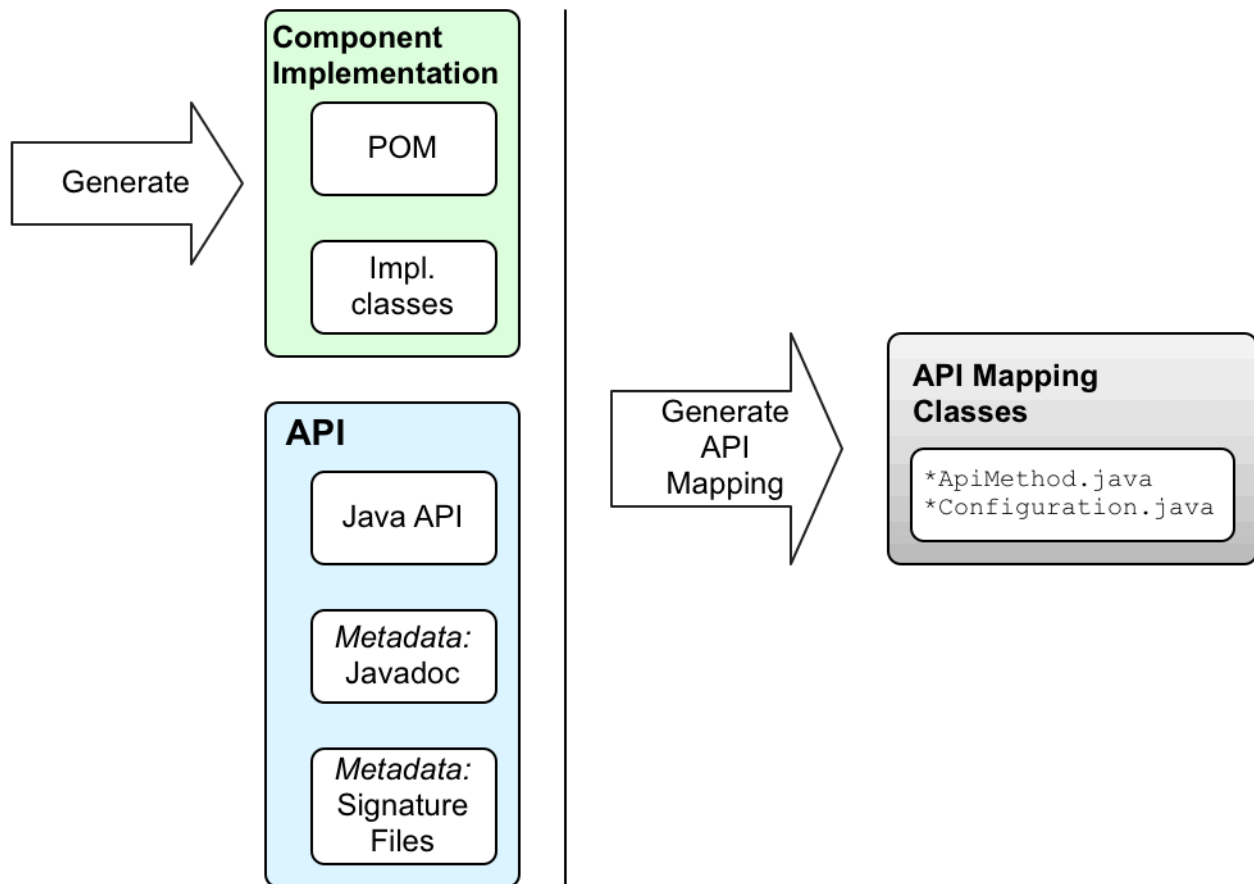 Component
Implementation
POM
Generate
Impl.
classes
API
Java API
Metadata:
Javadoc
Metadata:
Signature
Files
Generate
API
Mapping
API Mapping
Classes
*ApiMethod.java
*Configuration.java